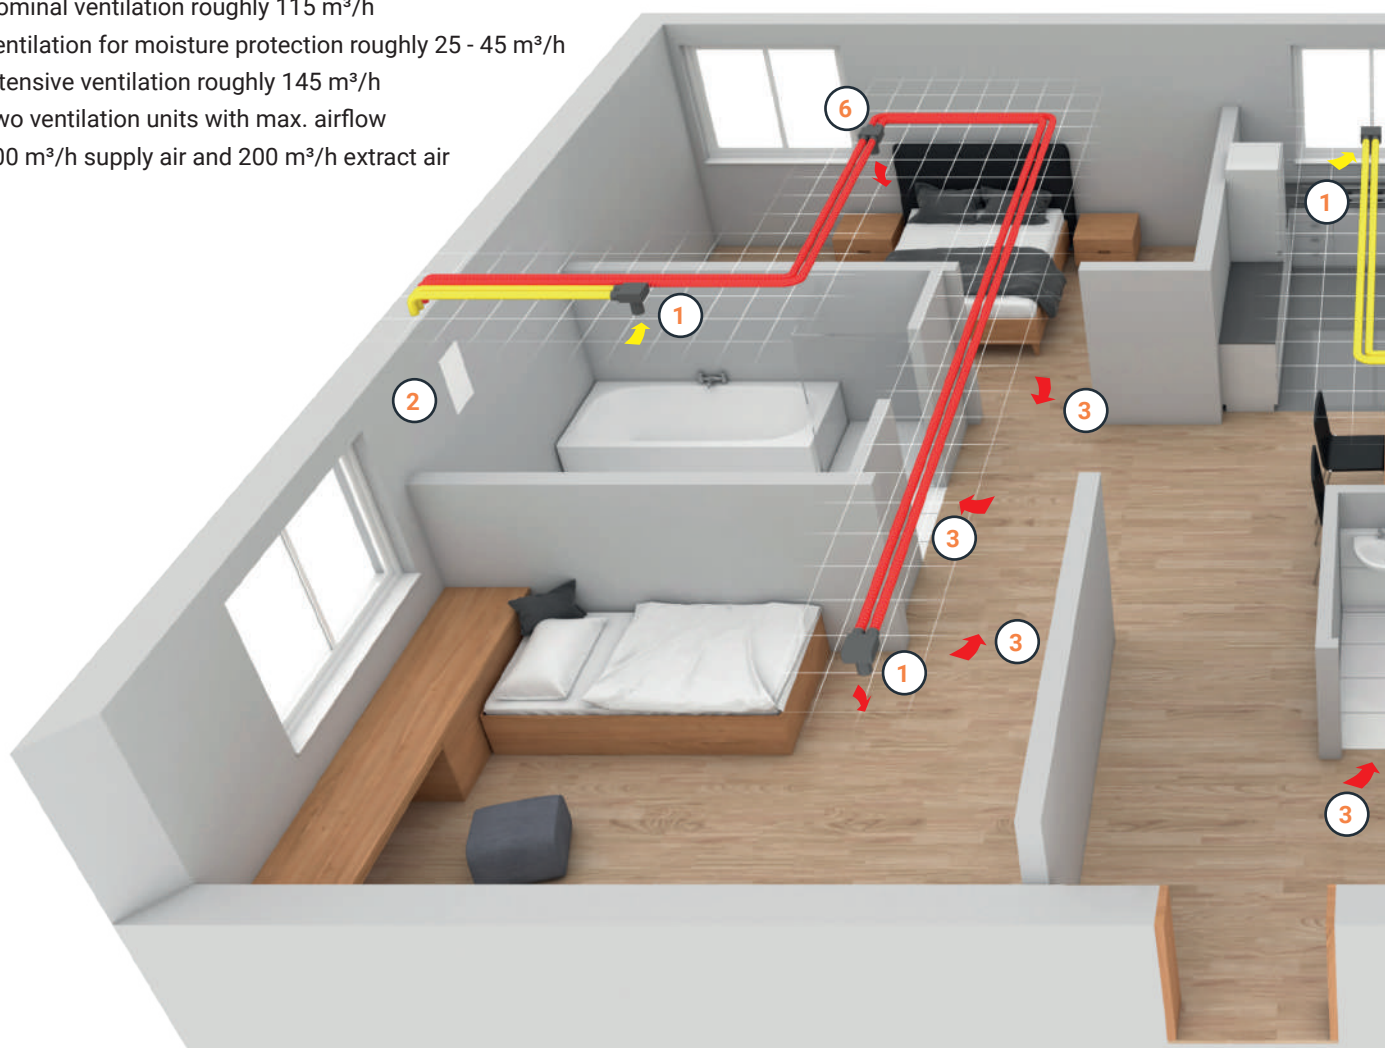 ominal ventilation roughly 115 m³/h
entilation for moisture protection roughly 25 - 45 m³/h
tensive ventilation roughly 145 m³/h
wo ventilation units with max. airflow
00 m³/h supply air and 200 m³/h extract air
6
1
1
2
3
3
3
1
3